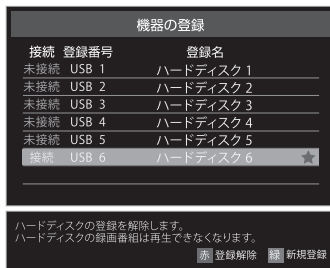 機器の登録
接続 登録番号 登録名
未接続 USB 1 ハードディスク 1
未接続 USB 2 ハードディスク 2
未接続 USB 3 ハードディスク 3
未接続 USB 4 ハードディスク 4
未接続 USB 5 ハードディスク 5
接続 USB 6 ハードディスク 6 ★
ハードディスクの登録を解除します。
ハードディスクの録画番組は再生できなくなります。
赤 登録解除 緑 新規登録